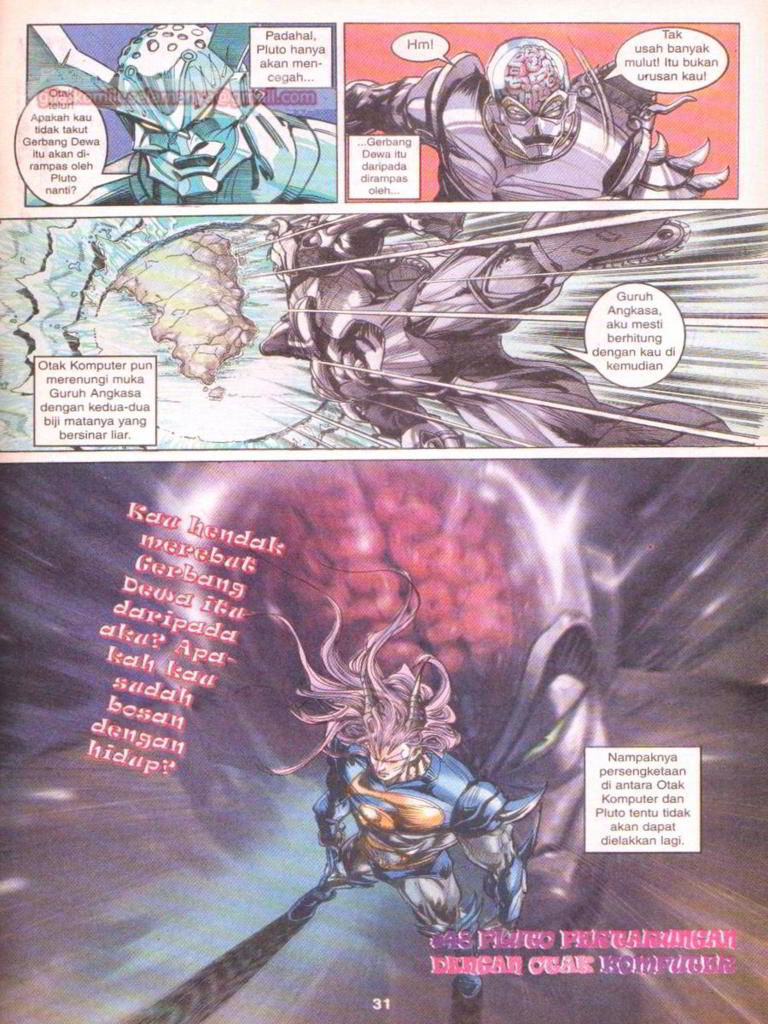 Padahal,
Pluto hanya
akan men-
cegah...
Otak
telur!
Apakah kau
tidak takut
Gerbang Dewa
itu akan di-
rampas oleh
Pluto
nanti?
Hm!
Tak
usah banyak
mulut! Itu bukan
urusan kau!
...Gerbang
Dewa itu
daripada
dirampas
oleh...
Guruh
Angkasa,
aku mesti
berhitung
dengan kau di
kemudian
Otak Komputer pun
merenungi muka
Guruh Angkasa
dengan kedua-dua
biji matanya yang
bersinar liar.
Kau hendak
merebut
Gerbang
Dewa itu
daripada
aku? Apa-
kah kau
sudah
bosan
dengan
hidup?
Nampaknya
persengketaan
di antara Otak
Komputer dan
Pluto tentu tidak
akan dapat
dielakkan lagi.
PLUTO PERTARUNGAN
DENGAN OTAK KOMPUTER
31